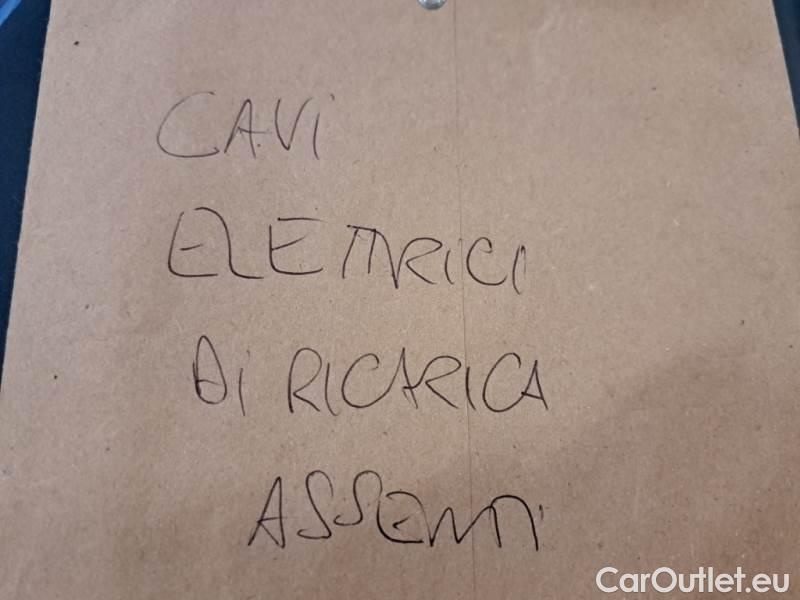 CAVI
ELETTRICI
DI RICARICA
ASSENTI
CarOutlet.eu